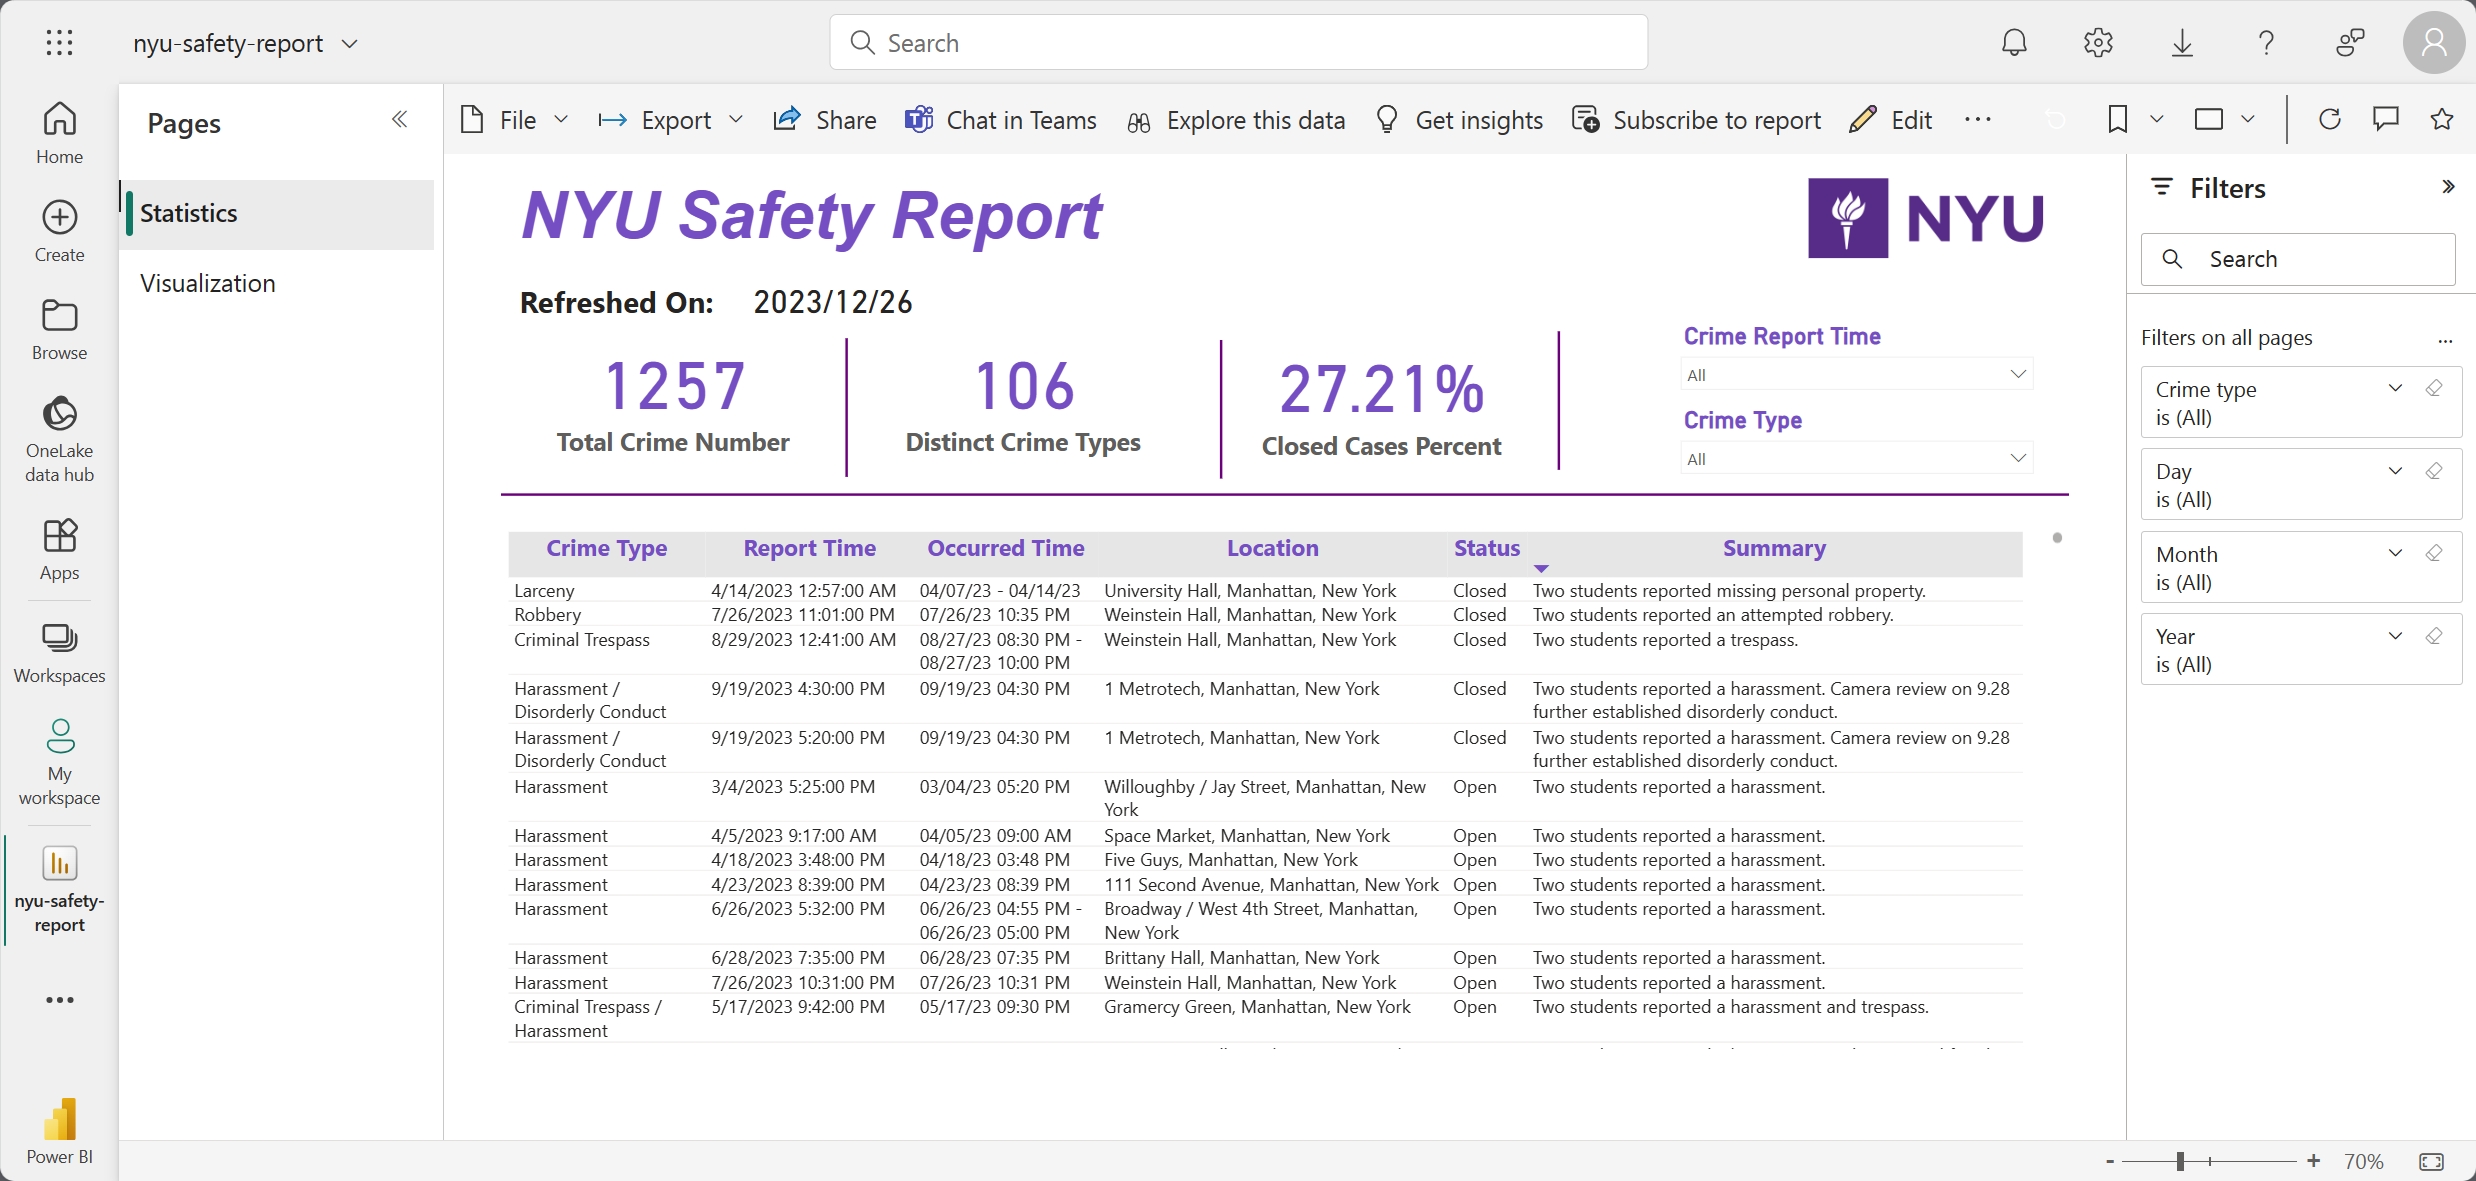 nyu-safety-report
Search
Home
Create
Browse
OneLake
data hub
Apps
Workspaces
My
workspace
nyu-safety-
report
Power BI
Pages
Statistics
Visualization
File
Export
Share
Chat in Teams
Explore this data
Get insights
Subscribe to report
Edit
NYU Safety Report
NYU
Refreshed On: 2023/12/26
1257
Total Crime Number
106
Distinct Crime Types
27.21%
Closed Cases Percent
Crime Report Time
All
Crime Type
All
Crime Type Report Time Occurred Time Location Status Summary
Larceny 4/14/2023 12:57:00 AM 04/07/23 - 04/14/23 University Hall, Manhattan, New York Closed Two students reported missing personal property.
Robbery 7/26/2023 11:01:00 PM 07/26/23 10:35 PM Weinstein Hall, Manhattan, New York Closed Two students reported an attempted robbery.
Criminal Trespass 8/29/2023 12:41:00 AM 08/27/23 08:30 PM - Weinstein Hall, Manhattan, New York Closed Two students reported a trespass.
08/27/23 10:00 PM
Harassment / 9/19/2023 4:30:00 PM 09/19/23 04:30 PM 1 Metrotech, Manhattan, New York Closed Two students reported a harassment. Camera review on 9.28
Disorderly Conduct further established disorderly conduct.
Harassment / 9/19/2023 5:20:00 PM 09/19/23 04:30 PM 1 Metrotech, Manhattan, New York Closed Two students reported a harassment. Camera review on 9.28
Disorderly Conduct further established disorderly conduct.
Harassment 3/4/2023 5:25:00 PM 03/04/23 05:20 PM Willoughby / Jay Street, Manhattan, New Open Two students reported a harassment.
York
Harassment 4/5/2023 9:17:00 AM 04/05/23 09:00 AM Space Market, Manhattan, New York Open Two students reported a harassment.
Harassment 4/18/2023 3:48:00 PM 04/18/23 03:48 PM Five Guys, Manhattan, New York Open Two students reported a harassment.
Harassment 4/23/2023 8:39:00 PM 04/23/23 08:39 PM 111 Second Avenue, Manhattan, New York Open Two students reported a harassment.
Harassment 6/26/2023 5:32:00 PM 06/26/23 04:55 PM - Broadway / West 4th Street, Manhattan, Open Two students reported a harassment.
06/26/23 05:00 PM New York
Harassment 6/28/2023 7:35:00 PM 06/28/23 07:35 PM Brittany Hall, Manhattan, New York Open Two students reported a harassment.
Harassment 7/26/2023 10:31:00 PM 07/26/23 10:31 PM Weinstein Hall, Manhattan, New York Open Two students reported a harassment.
Criminal Trespass / 5/17/2023 9:42:00 PM 05/17/23 09:30 PM Gramercy Green, Manhattan, New York Open Two students reported a harassment and trespass.
Harassment
Filters
Search
Filters on all pages
Crime type
is (All)
Day
is (All)
Month
is (All)
Year
is (All)
- + 70%